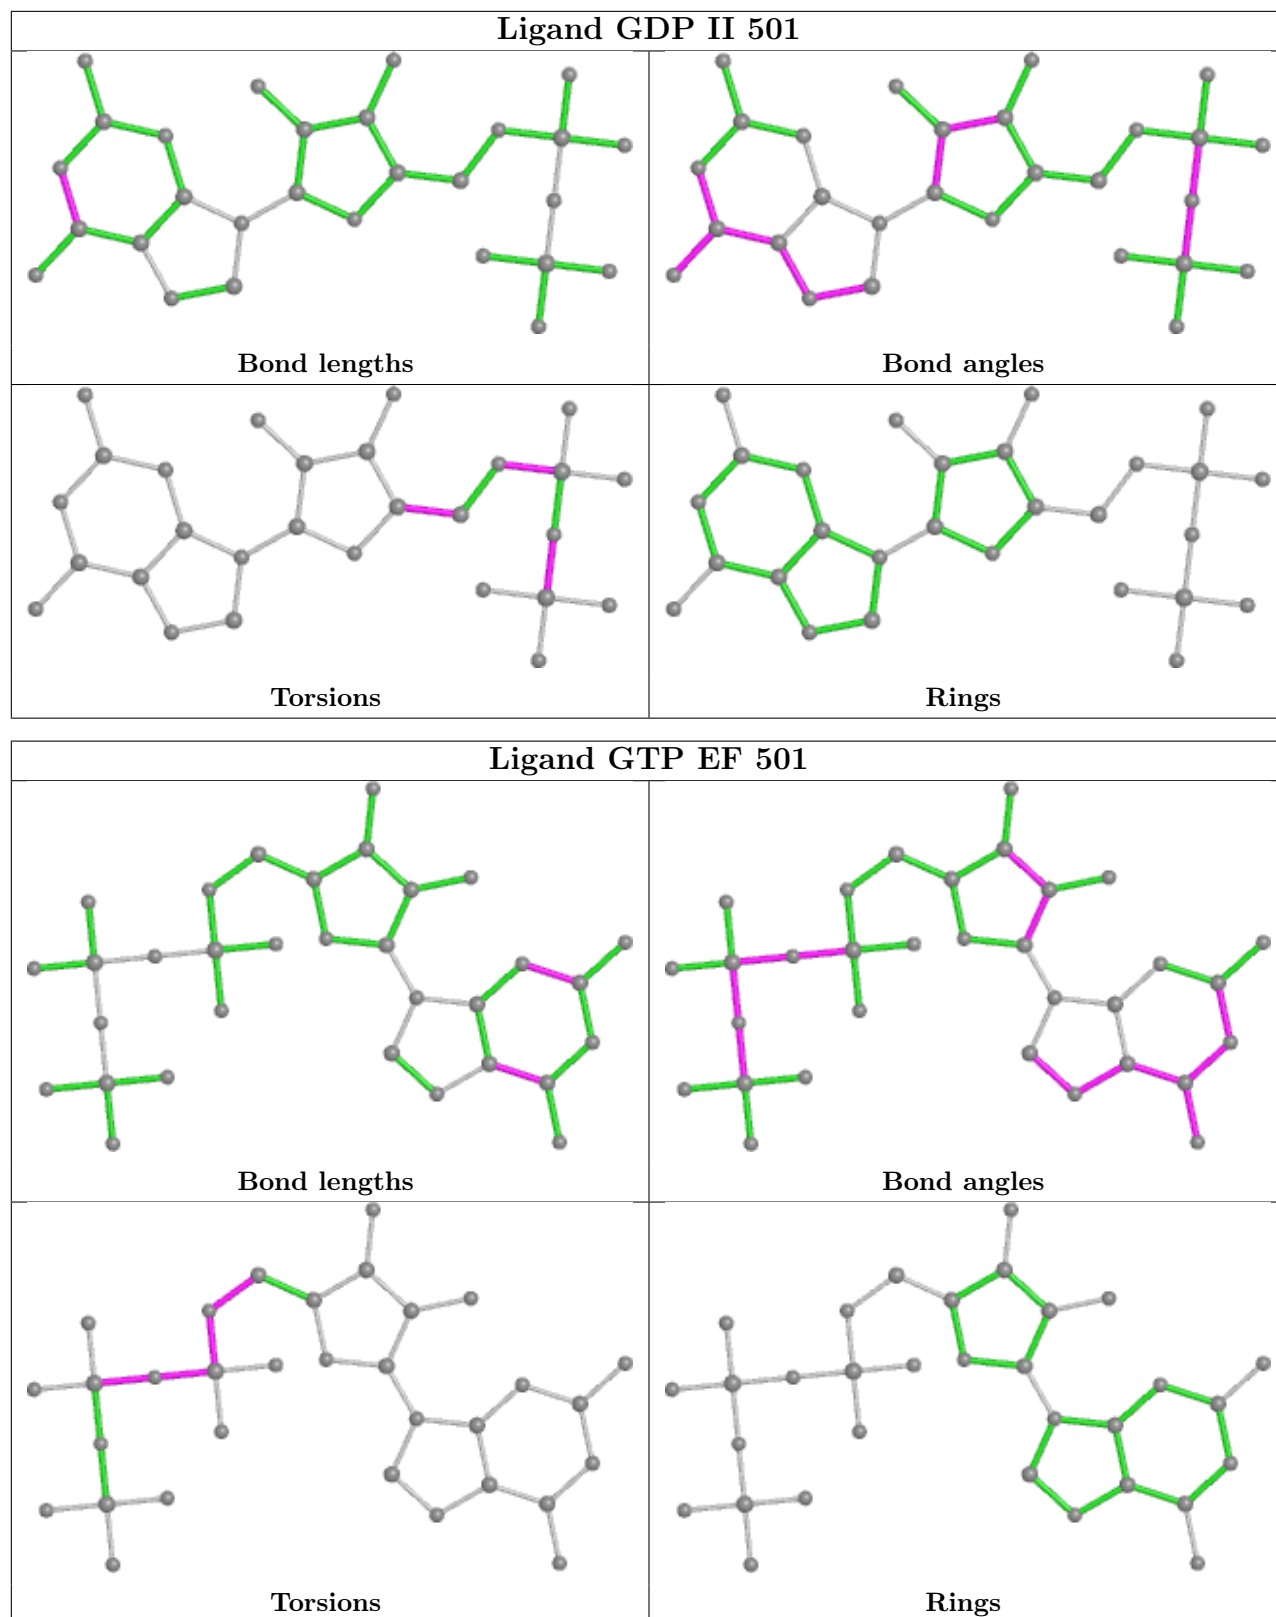 Ligand GDP II 501
Bond lengths
Bond angles
Torsions
Rings
Ligand GTP EF 501
Bond lengths
Bond angles
Torsions
Rings